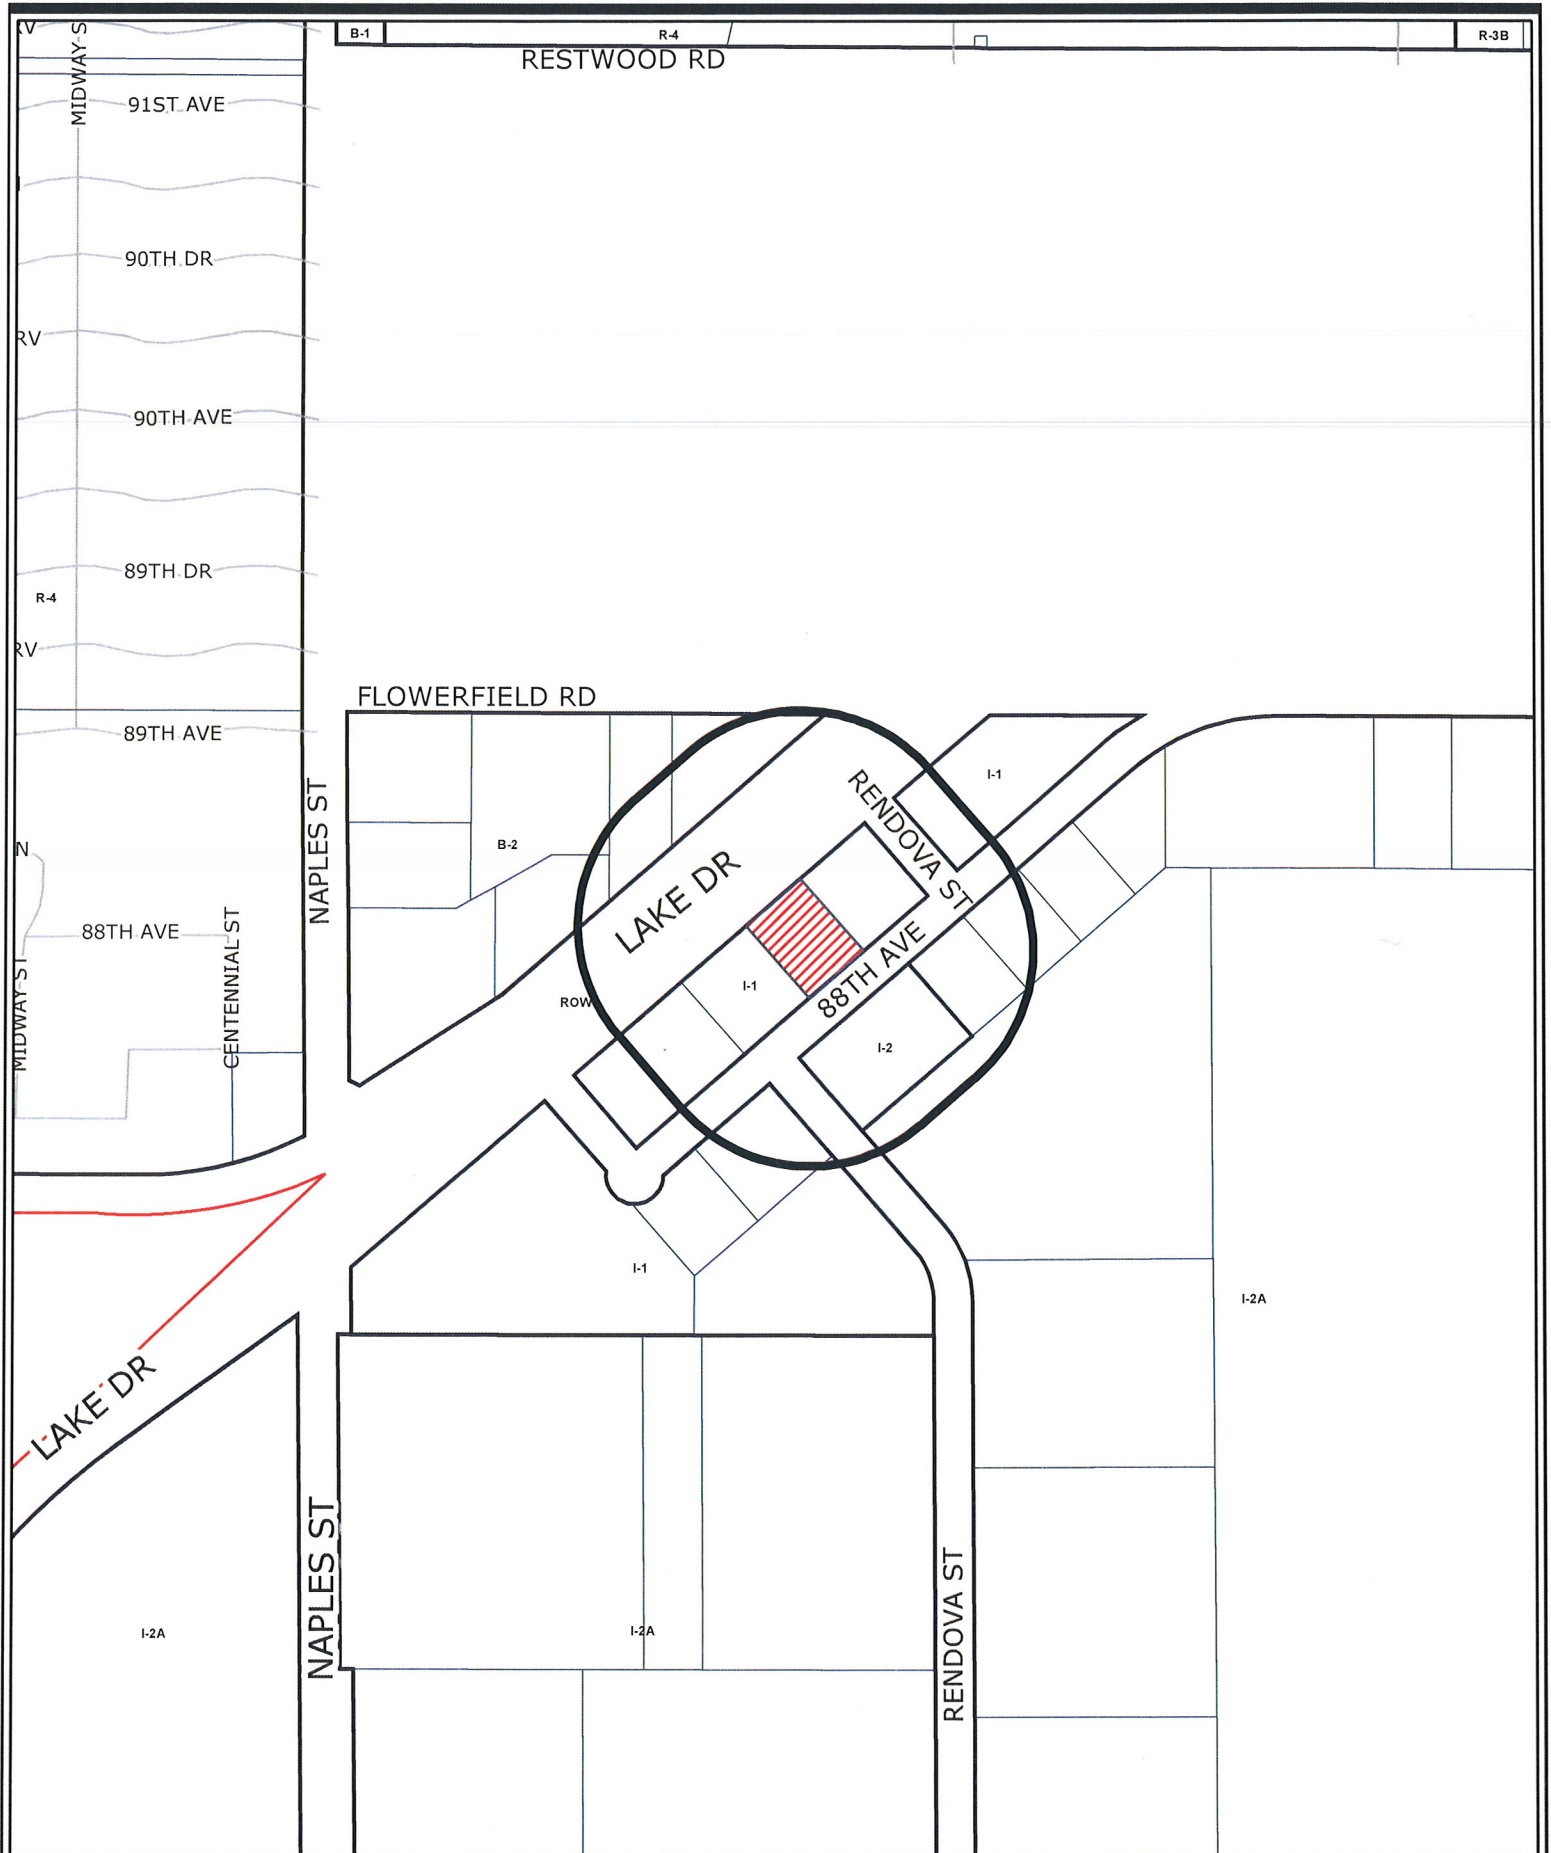 RV
MIDWAY S
B-1
R-4
R-3B
RESTWOOD RD
91ST AVE
90TH DR
RV
90TH AVE
89TH DR
R-4
RV
FLOWERFIELD RD
89TH AVE
NAPLES ST
RENDOVA ST
I-1
B-2
N
LAKE DR
88TH AVE
CENTENNIAL ST
MIDWAY ST
88TH AVE
I-1
ROW
I-2
I-1
I-2A
LAKE DR
NAPLES ST
RENDOVA ST
I-2A
I-2A